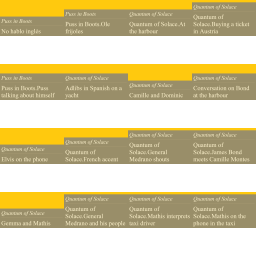 Puss in Boots
No hablo inglés
Puss in Boots
Puss in Boots.Ole
frijoles
Quantum of Solace
Quantum of
Solace.At
the harbour
Quantum of Solace
Quantum of
Solace.Buying a ticket
in Austria
Puss in Boots
Puss in Boots.Puss
talking about himself
Quantum of Solace
Adlibs in Spanish on a
yacht
Quantum of Solace
Camille and Dominic
Quantum of Solace
Conversation on Bond
at the harbour
Quantum of Solace
Elvis on the phone
Quantum of Solace
Quantum of
Solace.French accent
Quantum of Solace
Quantum of
Solace.General
Medrano shouts
Quantum of Solace
Quantum of
Solace.James Bond
meets Camille Montes
Quantum of Solace
Gemma and Mathis
Quantum of Solace
Quantum of
Solace.General
Medrano and his people
Quantum of Solace
Quantum of
Solace.Mathis interprets
taxi driver
Quantum of Solace
Quantum of
Solace.Mathis on the
phone in the taxi